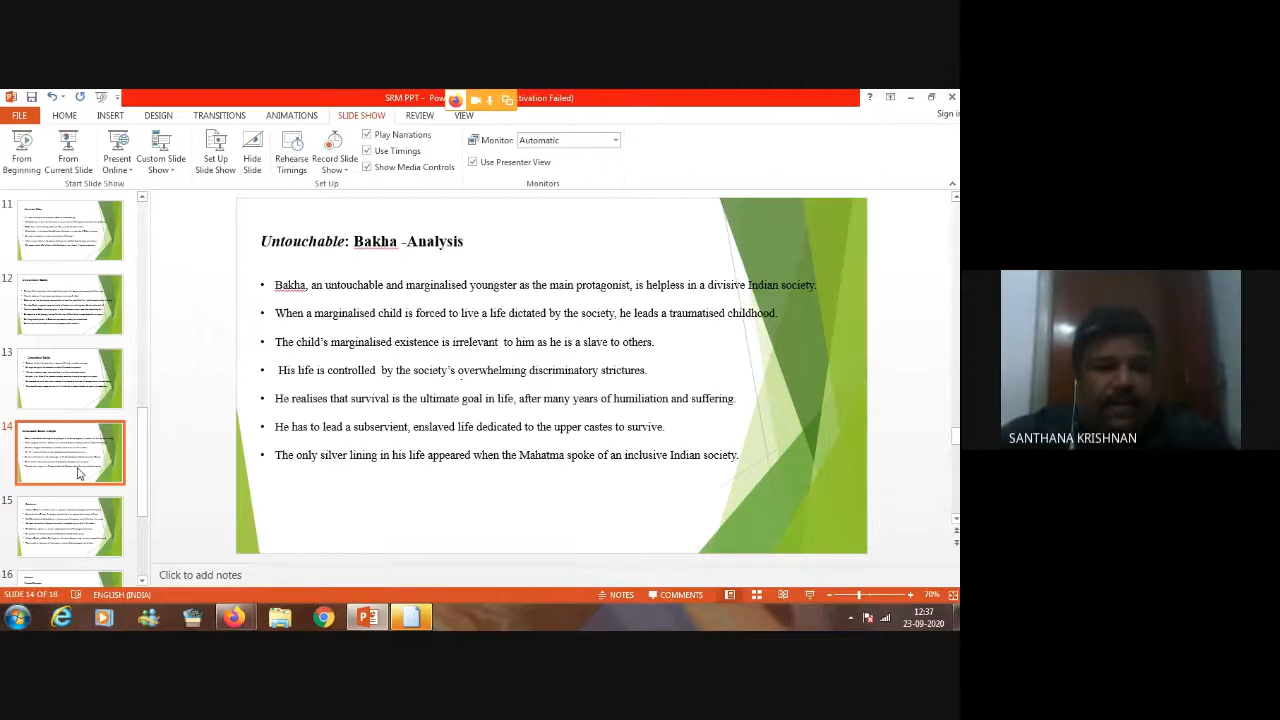 SRM PPT - Pow
tivation Failed)
Sign in
FILE HOME INSERT DESIGN TRANSITIONS ANIMATIONS SLIDE SHOW REVIEW VIEW
From Beginning
From Current Slide
Present Online
Custom Slide Show
Set Up Slide Show
Hide Slide
Rehearse Timings
Record Slide Show
Play Narrations
Use Timings
Show Media Controls
Monitor: Automatic
Use Presenter View
Start Slide Show Set Up Monitors
11
12
13
14
15
16
Untouchable: Bakha -Analysis
• Bakha, an untouchable and marginalised youngster as the main protagonist, is helpless in a divisive Indian society.
• When a marginalised child is forced to live a life dictated by the society, he leads a traumatised childhood.
• The child's marginalised existence is irrelevant to him as he is a slave to others.
• His life is controlled by the society's overwhelming discriminatory strictures.
• He realises that survival is the ultimate goal in life, after many years of humiliation and suffering.
• He has to lead a subservient, enslaved life dedicated to the upper castes to survive.
• The oily silver lining in his life appeared when the Mahatma spoke of an inclusive Indian society.
SANTHANA KRISHNAN
Click to add notes
SLIDE 14 OF 18 ENGLISH (INDIA) NOTES COMMENTS 70%
12:37
23-09-2020